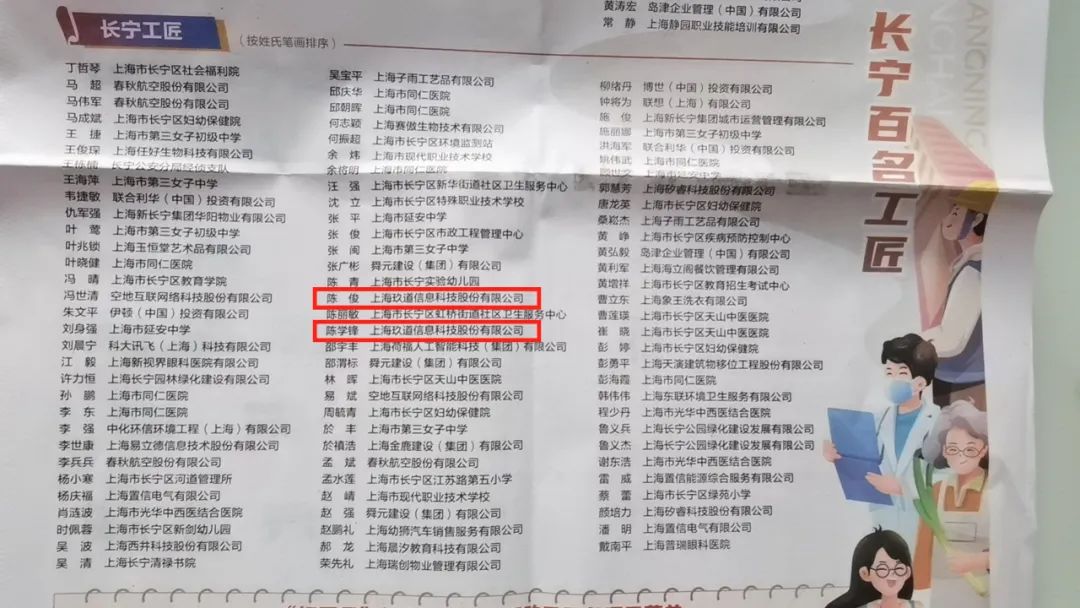 黄涛宏 岛津企业管理（中国）有限公司
常静 上海静园职业技能培训有限公司
长宁工匠
（按姓氏笔画排序）
丁哲琴 上海市长宁区社会福利院
马超 春秋航空股份有限公司
马伟军 春秋航空股份有限公司
马成斌 上海市长宁区妇幼保健院
王捷 上海市第三女子初级中学
王俊琛 上海任好生物科技有限公司
长宁公安分局经侦支队
王海萍 上海市第三女子中学
韦捷敏 联合利华（中国）投资有限公司
仇军强 上海新长宁集团华阳物业有限公司
叶莺 上海市第三女子初级中学
叶兆锁 上海玉恒堂艺术品有限公司
叶晓健 上海市同仁医院
冯晴 上海市长宁区教育学院
冯世清 空地互联网络科技股份有限公司
朱文平 伊顿（中国）投资有限公司
刘身强 上海市延安中学
刘晨宁 科大讯飞（上海）科技有限公司
江毅 上海新视界眼科医院有限公司
许力恒 上海长宁园林绿化建设有限公司
孙鹏 上海市同仁医院
李东 上海市同仁医院
李强 中化环信环境工程（上海）有限公司
李世康 上海易立德信息技术股份有限公司
李兵兵 春秋航空股份有限公司
杨小寒 上海市长宁区河道管理所
杨庆福 上海置信电气有限公司
肖涟波 上海市光华中西医结合医院
时佩蓉 上海市长宁区新剑幼儿园
吴波 上海西井科技股份有限公司
吴清 上海长宁清禄书院
吴宝平 上海子雨工艺品有限公司
邱庆华 上海市同仁医院
邱朝晖 上海市同仁医院
何志颖 上海赛傲生物技术有限公司
何振超 上海市长宁区环境监测站
余炜 上海市现代职业技术学校
余将明 上海市同仁医院
汪强 上海市长宁区新华街道社区卫生服务中心
沈立 上海市长宁区特殊职业技术学校
张平 上海市延安中学
张俊 上海市长宁区市政工程管理中心
张闽 上海市第三女子中学
张广彬 舜元建设（集团）有限公司
陈青 上海市长宁实验幼儿园
陈俊 上海玖道信息科技股份有限公司
陈丽敏 上海市长宁区虹桥街道社区卫生服务中心
陈学锋 上海玖道信息科技股份有限公司
邵宇丰 上海荷福人工智能科技（集团）有限公司
邵渭标 舜元建设（集团）有限公司
林晖 上海市长宁区天山中医医院
易斌 空地互联网络科技股份有限公司
周毓青 上海市长宁区妇幼保健院
於丰 上海市第三女子中学
於禛浩 上海金鹿建设（集团）有限公司
孟斌 春秋航空股份有限公司
孟水莲 上海市长宁区江苏路第五小学
赵崝 上海市现代职业技术学校
赵强 舜元建设（集团）有限公司
赵鹏礼 上海幼狮汽车销售服务有限公司
郝龙 上海晨汐教育科技有限公司
荣先礼 上海瑞创物业管理有限公司
柳绪丹 博世（中国）投资有限公司
钟将为 联想（上海）有限公司
施俊 上海新长宁集团城市运营管理有限公司
施丽娜 上海市第三女子初级中学
洪海军 联合利华（中国）投资有限公司
姚伟武 上海市同仁医院
上海市延安中学
郭慧芳 上海矽睿科技股份有限公司
唐龙英 上海市长宁区妇幼保健院
桑崧杰 上海子雨工艺品有限公司
黄峥 上海市长宁区疾病预防控制中心
黄弘毅 岛津企业管理（中国）有限公司
黄利军 上海海立阁餐饮管理有限公司
黄增祥 上海市长宁区教育招生考试中心
曹立东 上海象王洗衣有限公司
曹莲瑛 上海市长宁区天山中医医院
崔晓 上海市长宁区天山中医医院
彭婷 上海市长宁区妇幼保健院
彭勇平 上海天演建筑物移位工程股份有限公司
彭海霞 上海市同仁医院
韩伟伟 上海东联环境卫生服务有限公司
程少丹 上海市光华中西医结合医院
鲁义兵 上海长宁公园绿化建设发展有限公司
鲁义杰 上海长宁公园绿化建设发展有限公司
谢东浩 上海市光华中西医结合医院
雷威 上海置信能源综合服务有限公司
蔡蕾 上海市长宁区绿苑小学
颜培力 上海矽睿科技股份有限公司
潘明 上海置信电气有限公司
戴南平 上海普瑞眼科医院
长宁百名工匠